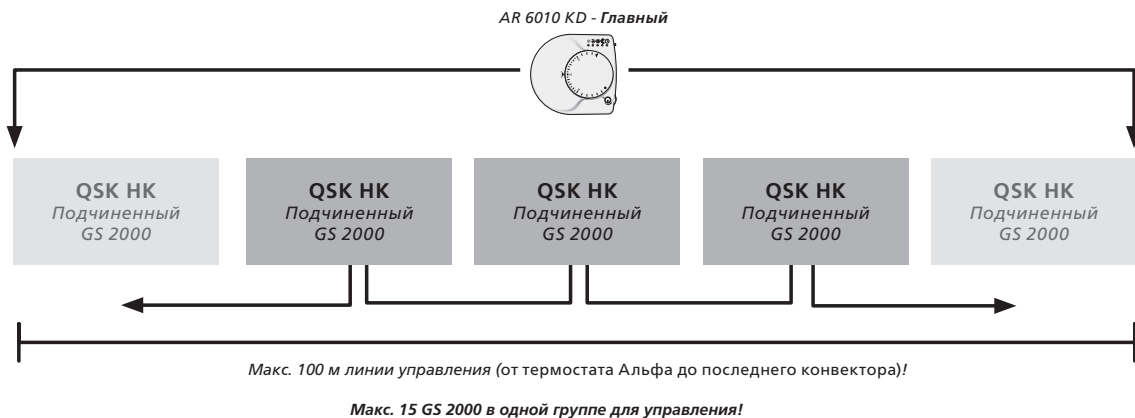 AR 6010 KD - Главный
QSK HK
Подчиненный
GS 2000
QSK HK
Подчиненный
GS 2000
QSK HK
Подчиненный
GS 2000
QSK HK
Подчиненный
GS 2000
QSK HK
Подчиненный
GS 2000
Макс. 100 м линии управления (от термостата Альфа до последнего конвектора)!
Макс. 15 GS 2000 в одной группе для управления!